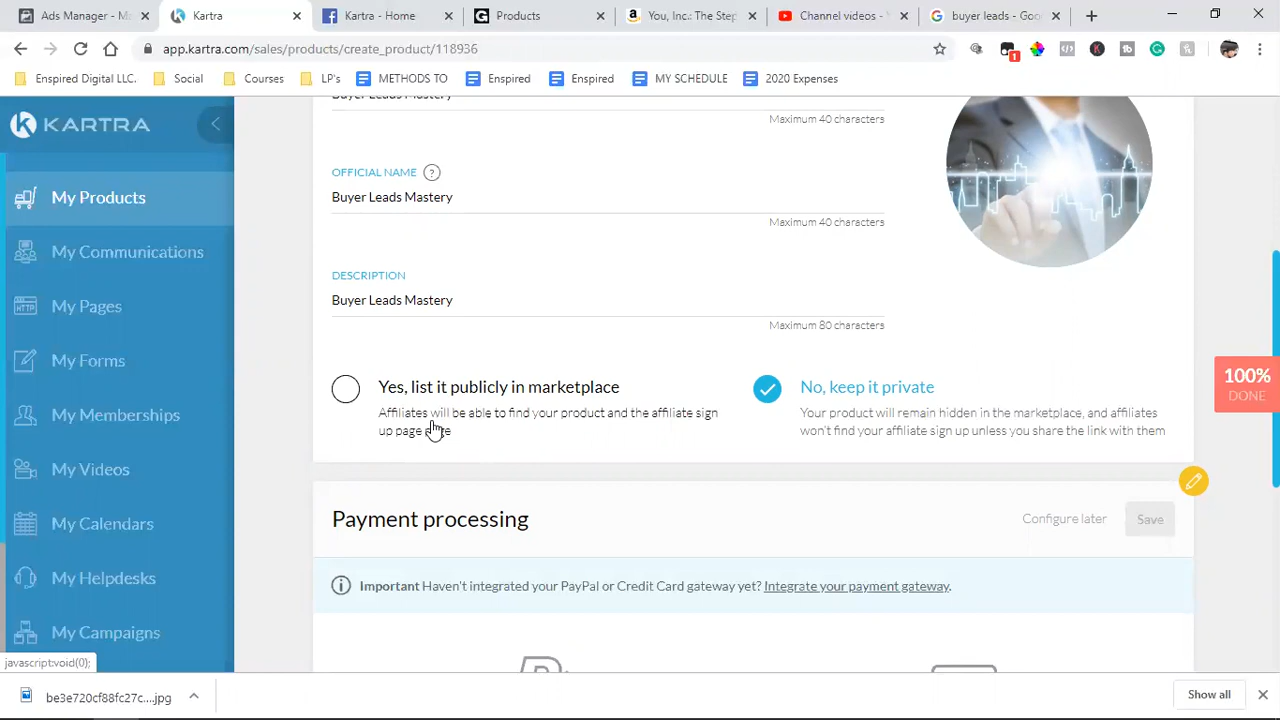 Ads Manager - Ma
Kartra
Kartra - Home
Products
You, Inc.: The Step
Channel videos -
buyer leads - Goo
app.kartra.com/sales/products/create_product/118936
1
Enspired Digital LLC.
Social
Courses
LP's
METHODS TO
Enspired
Enspired
MY SCHEDULE
2020 Expenses
KARTRA
Buyer Leads Mastery
Maximum 40 characters
My Products
OFFICIAL NAME ?
Buyer Leads Mastery
Maximum 40 characters
My Communications
DESCRIPTION
Buyer Leads Mastery
Maximum 80 characters
My Pages
My Forms
Yes, list it publicly in marketplace
Affiliates will be able to find your product and the affiliate sign
up page
No, keep it private
Your product will remain hidden in the marketplace, and affiliates
won't find your affiliate sign up unless you share the link with them
100%
DONE
My Memberships
My Videos
My Calendars
My Helpdesks
My Campaigns
Payment processing
Configure later
Save
Important Haven't integrated your PayPal or Credit Card gateway yet? Integrate your payment gateway.
javascript:void(0);
be3e720cf88fc27c....jpg
Show all